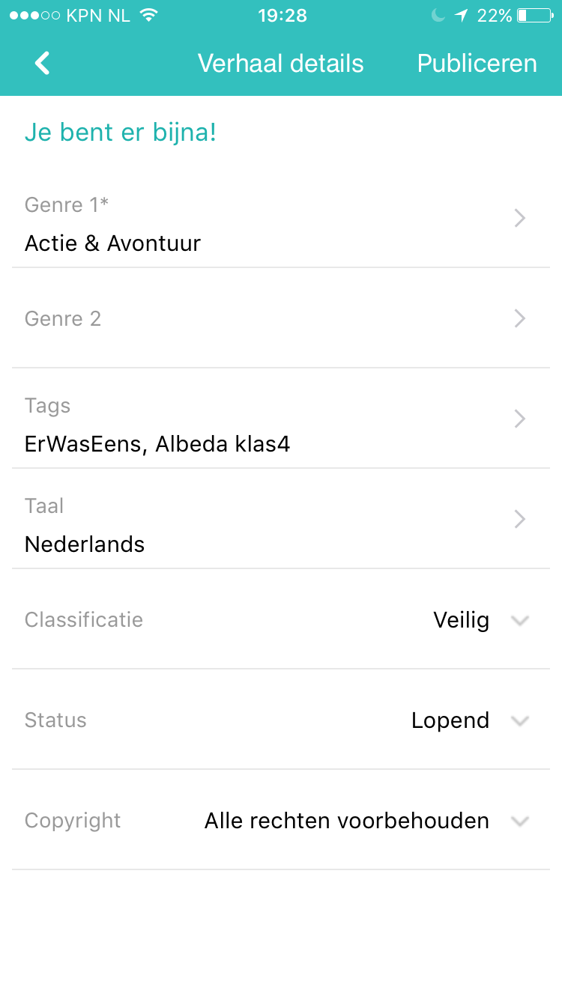 KPN NL 19:28 22%
Verhaal details Publiceren
Je bent er bijna!
Genre 1*
Actie & Avontuur
Genre 2
Tags
ErWasEens, Albeda klas4
Taal
Nederlands
Classificatie Veilig
Status Lopend
Copyright Alle rechten voorbehouden